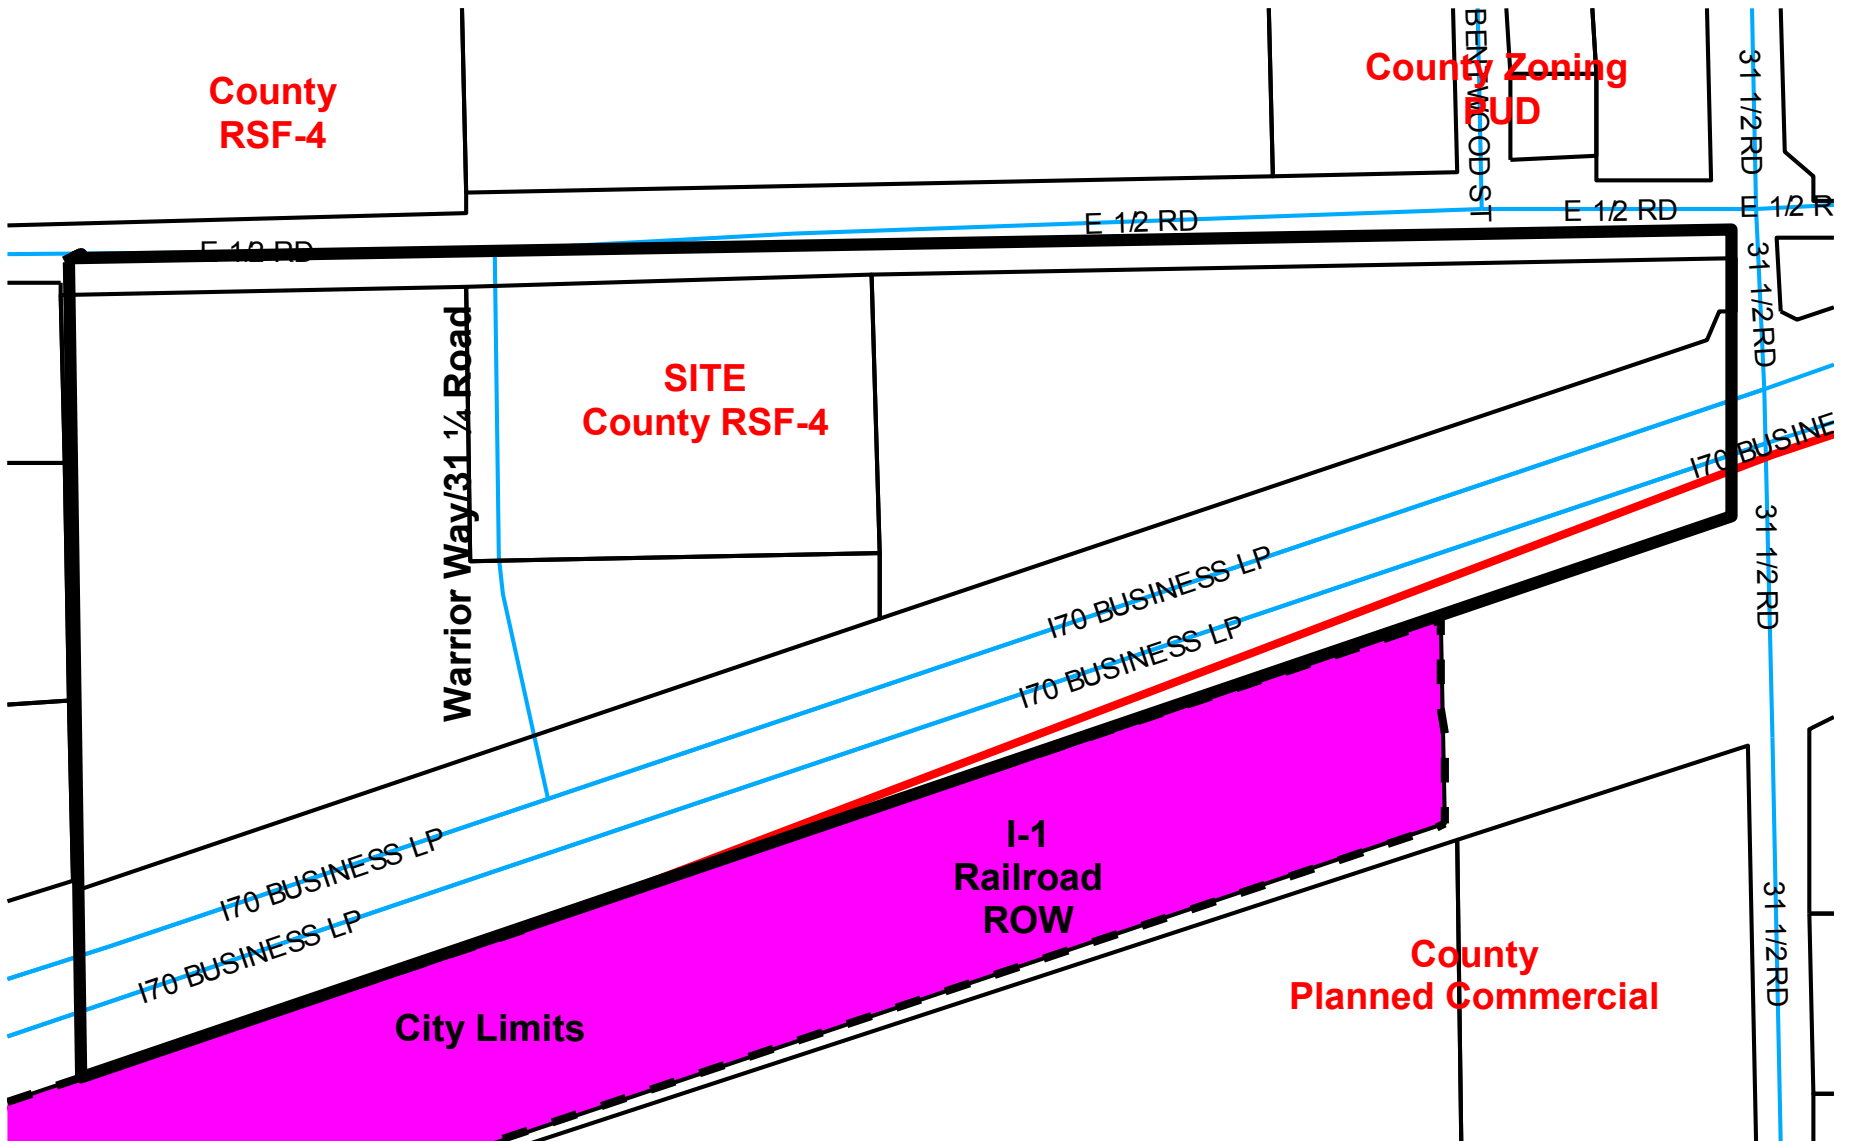 County
RSF-4
County Zoning
PUD
BENTWOOD ST
31 1/2 RD
E 1/2 RD
E 1/2 RD
E 1/2 RD
E 1/2 R
31 1/2 RD
Warrior Way/31 ¼ Road
SITE
County RSF-4
I70 BUSINE
31 1/2 RD
I70 BUSINESS LP
I70 BUSINESS LP
I70 BUSINESS LP
I70 BUSINESS LP
I-1
Railroad
ROW
31 1/2 RD
County
Planned Commercial
City Limits